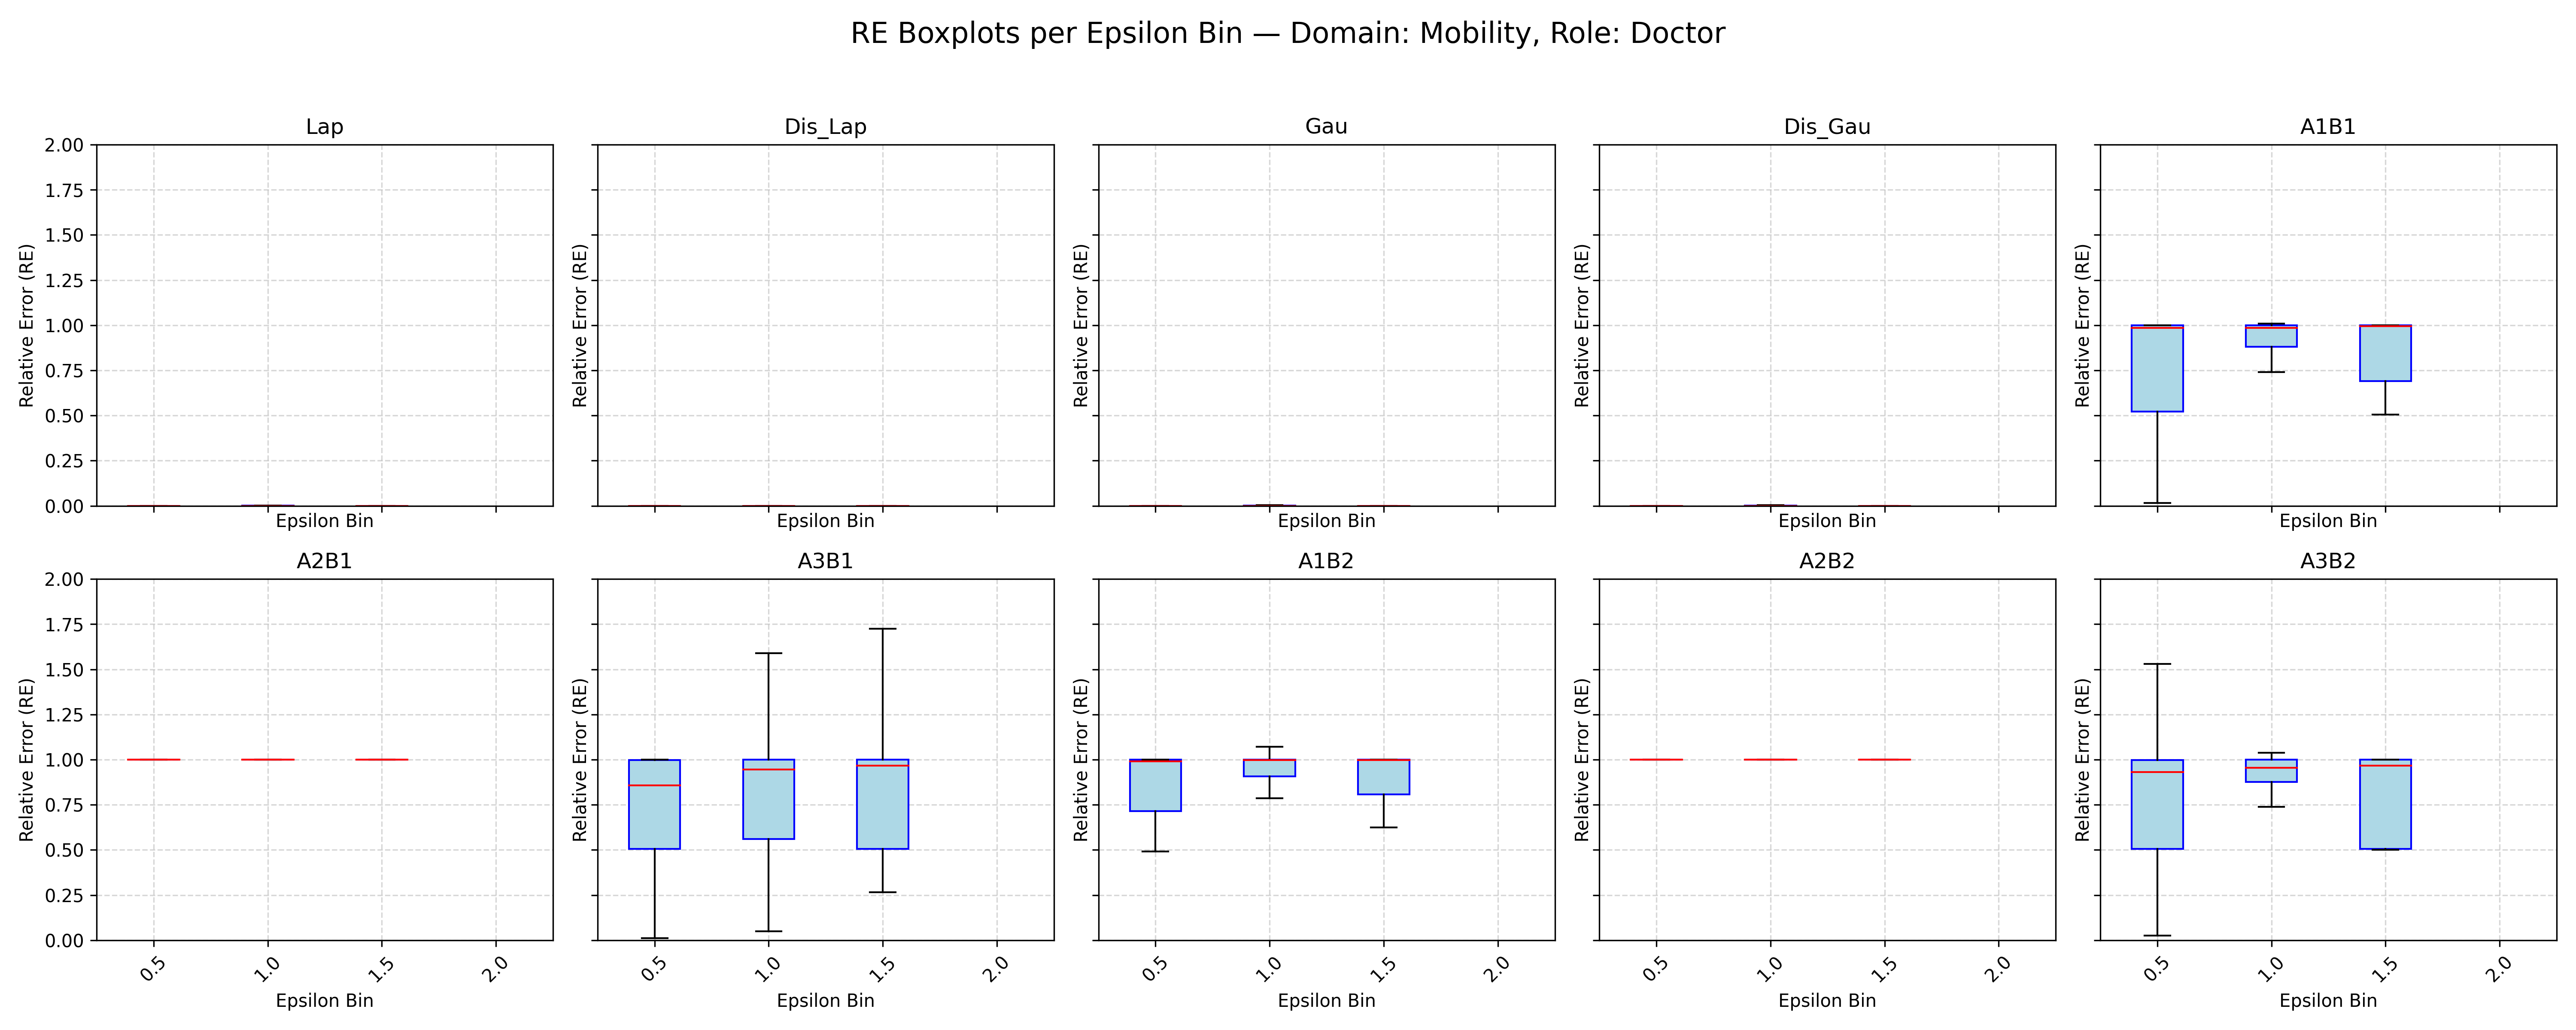 RE Boxplots per Epsilon Bin — Domain: Mobility, Role: Doctor
Lap
Relative Error (RE)
2.00
1.75
1.50
1.25
1.00
0.75
0.50
0.25
0.00
Epsilon Bin
Dis_Lap
Relative Error (RE)
Epsilon Bin
Gau
Relative Error (RE)
Epsilon Bin
Dis_Gau
Relative Error (RE)
Epsilon Bin
A1B1
Relative Error (RE)
Epsilon Bin
A2B1
Relative Error (RE)
2.00
1.75
1.50
1.25
1.00
0.75
0.50
0.25
0.00
0.5 1.0 1.5 2.0
Epsilon Bin
A3B1
Relative Error (RE)
0.5 1.0 1.5 2.0
Epsilon Bin
A1B2
Relative Error (RE)
0.5 1.0 1.5 2.0
Epsilon Bin
A2B2
Relative Error (RE)
0.5 1.0 1.5 2.0
Epsilon Bin
A3B2
Relative Error (RE)
0.5 1.0 1.5 2.0
Epsilon Bin